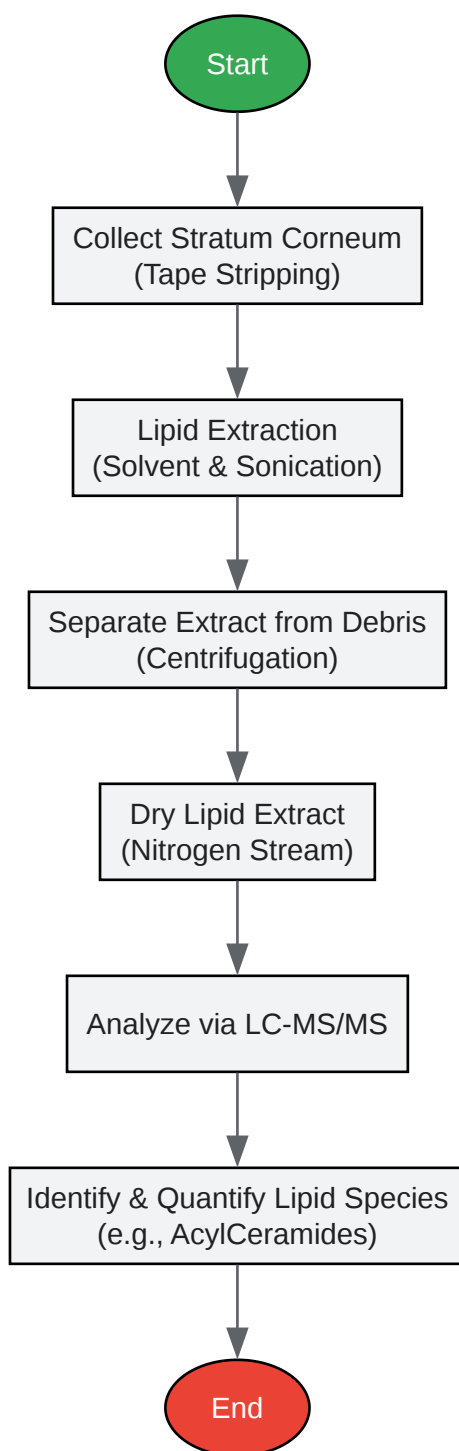 Start
Collect Stratum Corneum
(Tape Stripping)
Lipid Extraction
(Solvent & Sonication)
Separate Extract from Debris
(Centrifugation)
Dry Lipid Extract
(Nitrogen Stream)
Analyze via LC-MS/MS
Identify & Quantify Lipid Species
(e.g., AcylCeramides)
End